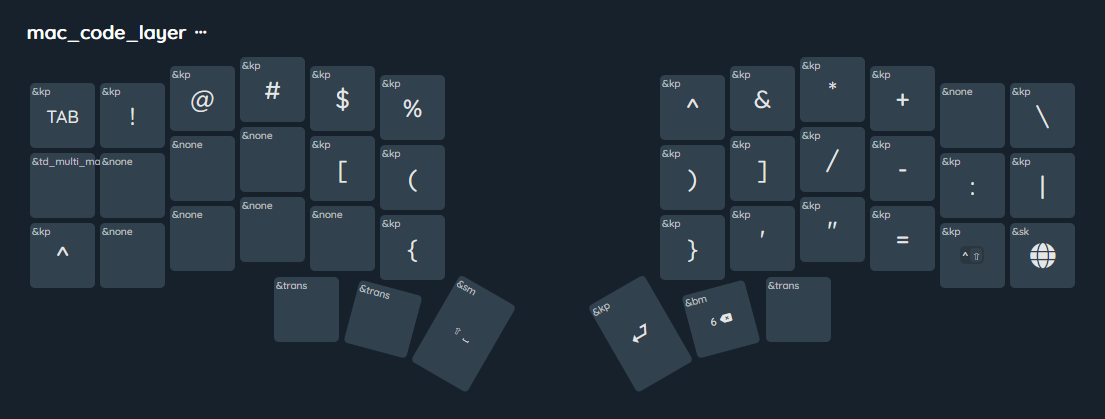 mac_code_layer ···
&kp TAB &kp ! &kp @ &kp # &kp $ &kp % &kp ^ &kp & &kp * &kp + &none &kp \
&td_multi_ma &none &none &none &kp [ &kp ( &kp ) &kp ] &kp / &kp - &kp : &kp |
&kp ^ &none &none &none &none &kp { &kp } &kp ' &kp " &kp = &kp ^ ⇧ &sk
&trans &trans &sm ⇧ ⎵ &kp ⏎ &bm 6 ⌫ &trans